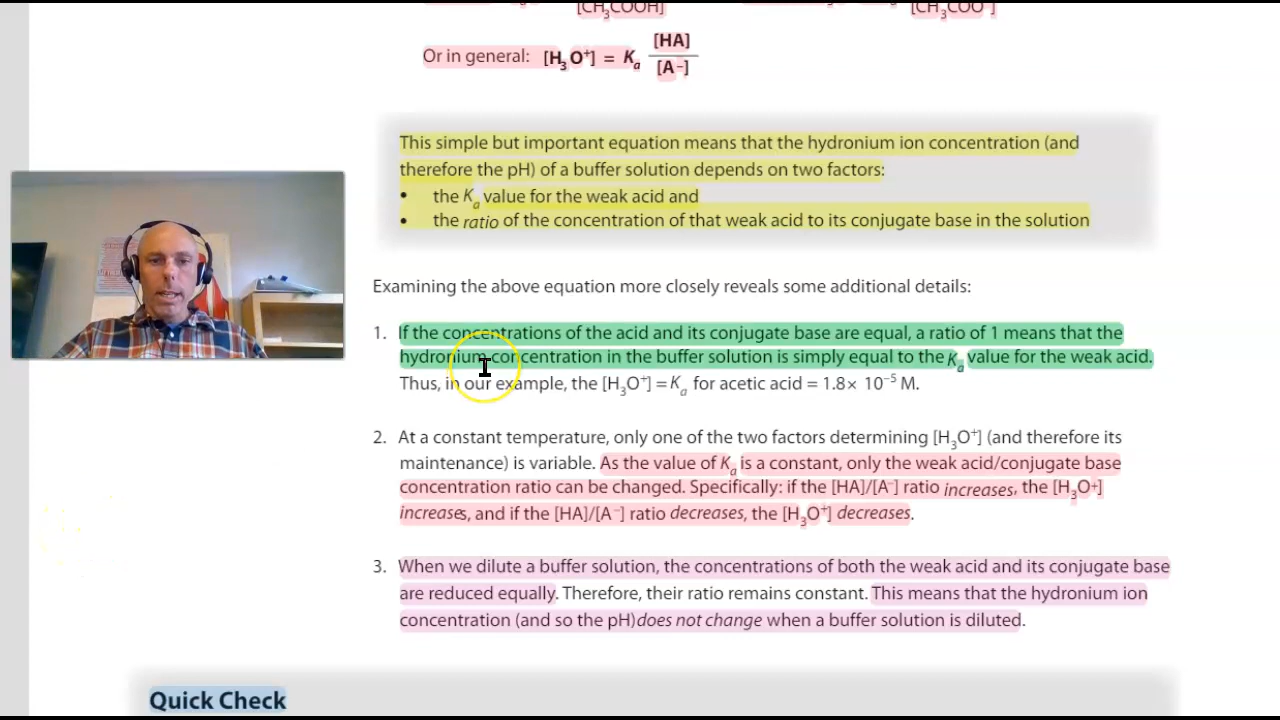 [CH₃COOH] [CH₃COO⁻]
Or in general: [H₃O⁺] = Kₐ [HA]
[A⁻]
This simple but important equation means that the hydronium ion concentration (and
therefore the pH) of a buffer solution depends on two factors:
• the Kₐ value for the weak acid and
• the ratio of the concentration of that weak acid to its conjugate base in the solution
Examining the above equation more closely reveals some additional details:
1. If the concentrations of the acid and its conjugate base are equal, a ratio of 1 means that the
hydronium concentration in the buffer solution is simply equal to the Kₐ value for the weak acid.
Thus, in our example, the [H₃O⁺] = Kₐ for acetic acid = 1.8× 10⁻⁵ M.
2. At a constant temperature, only one of the two factors determining [H₃O⁺] (and therefore its
maintenance) is variable. As the value of Kₐ is a constant, only the weak acid/conjugate base
concentration ratio can be changed. Specifically: if the [HA]/[A⁻] ratio increases, the [H₃O⁺]
increases, and if the [HA]/[A⁻] ratio decreases, the [H₃O⁺] decreases.
3. When we dilute a buffer solution, the concentrations of both the weak acid and its conjugate base
are reduced equally. Therefore, their ratio remains constant. This means that the hydronium ion
concentration (and so the pH) does not change when a buffer solution is diluted.
Quick Check